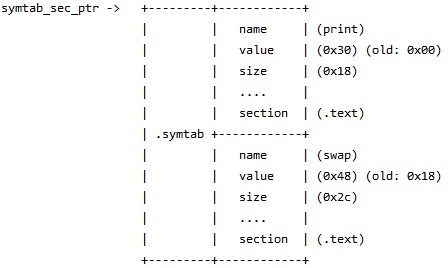 symtab_sec_ptr -> +---------+------------+
| | name | (print)
| | value | (0x30) (old: 0x00)
| | size | (0x18)
| | .... |
| | section | (.text)
| .symtab +------------+
| | name | (swap)
| | value | (0x48) (old: 0x18)
| | size | (0x2c)
| | .... |
| | section | (.text)
+---------+------------+